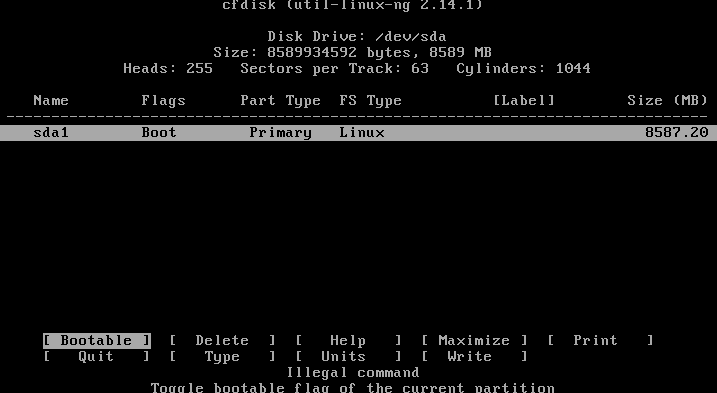 cfdisk (util-linux-ng 2.14.1)
Disk Drive: /dev/sda
Size: 8589934592 bytes, 8589 MB
Heads: 255   Sectors per Track: 63   Cylinders: 1044
Name   Flags   Part Type   FS Type   [Label]   Size (MB)
sda1   Boot   Primary   Linux   8587.20
[ Bootable ]  [ Delete ]  [ Help ]  [ Maximize ]  [ Print ]
[ Quit ]  [ Type ]  [ Units ]  [ Write ]
Illegal command
Toggle bootable flag of the current partition